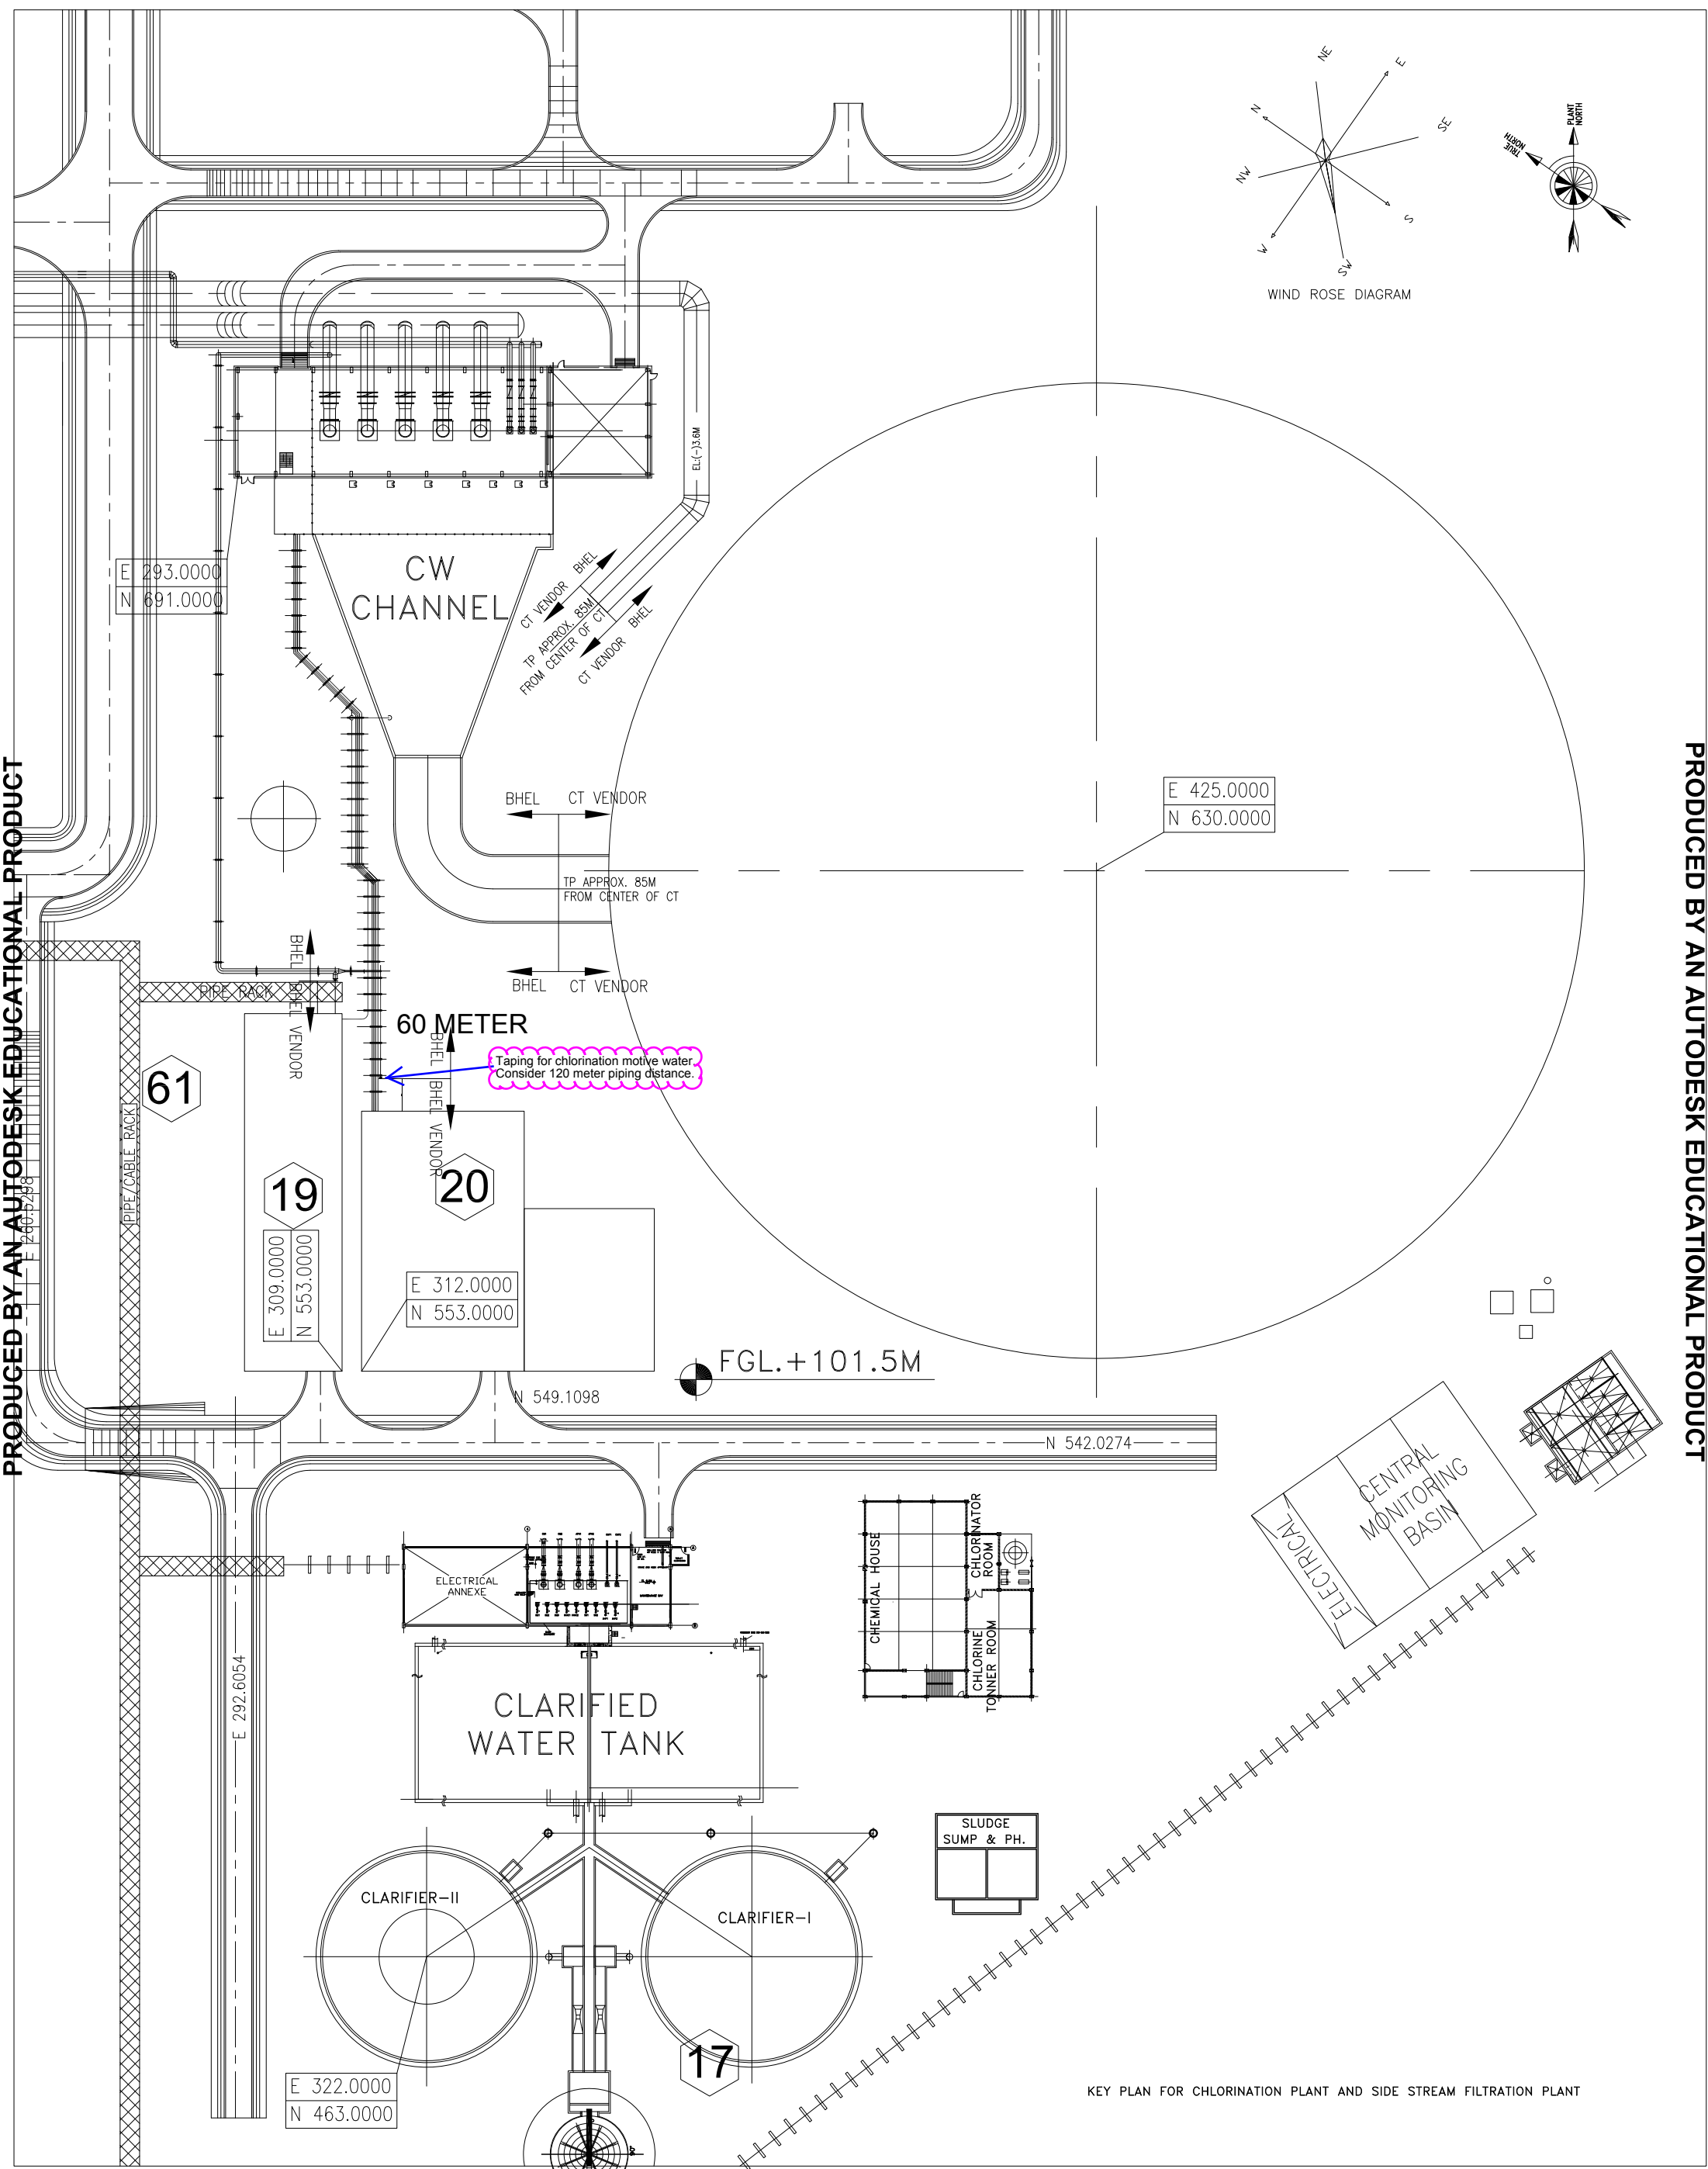 NE
E
N
SE
NW
S
W
SW
WIND ROSE DIAGRAM
PLANT
NORTH
TRUE
NORTH
EL:(-)3.6M
E 293.0000
N 691.0000
CW
CHANNEL
BHEL
CT VENDOR
TP APPROX. 85M
FROM CENTER OF CT
BHEL
CT VENDOR
PRODUCED BY AN AUTODESK EDUCATIONAL PRODUCT
PRODUCED BY AN AUTODESK EDUCATIONAL PRODUCT
E 425.0000
N 630.0000
BHEL CT VENDOR
TP APPROX. 85M
FROM CENTER OF CT
BHEL CT VENDOR
BHEL
BHEL VENDOR
PIPE RACK
60 METER
BHEL
BHEL VENDOR
Taping for chlorination motive water.
Consider 120 meter piping distance.
61
PIPE/CABLE RACK
E 260.5298
19
20
E 309.0000
N 553.0000
E 312.0000
N 553.0000
FGL.+101.5M
N 549.1098
N 542.0274
CENTRAL
MONITORING
BASIN
ELECTRICAL
CHEMICAL HOUSE
CHLORINATOR
ROOM
CHLORINE
TONNER ROOM
ELECTRICAL
ANNEXE
E 292.6054
CLARIFIED
WATER TANK
SLUDGE
SUMP & PH.
CLARIFIER-II
CLARIFIER-I
17
E 322.0000
N 463.0000
KEY PLAN FOR CHLORINATION PLANT AND SIDE STREAM FILTRATION PLANT